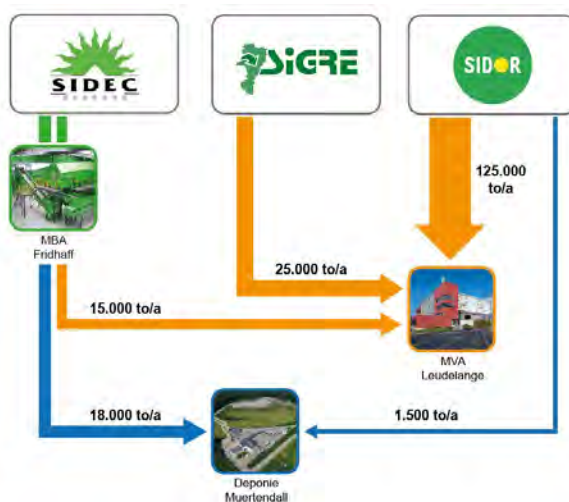 SIDEC
SIGRE
SIDOR
125.000
to/a
MBA
Fridhaff
25.000 to/a
15.000 to/a
MVA
Leudelange
18.000 to/a
1.500 to/a
Deponie
Muertendall